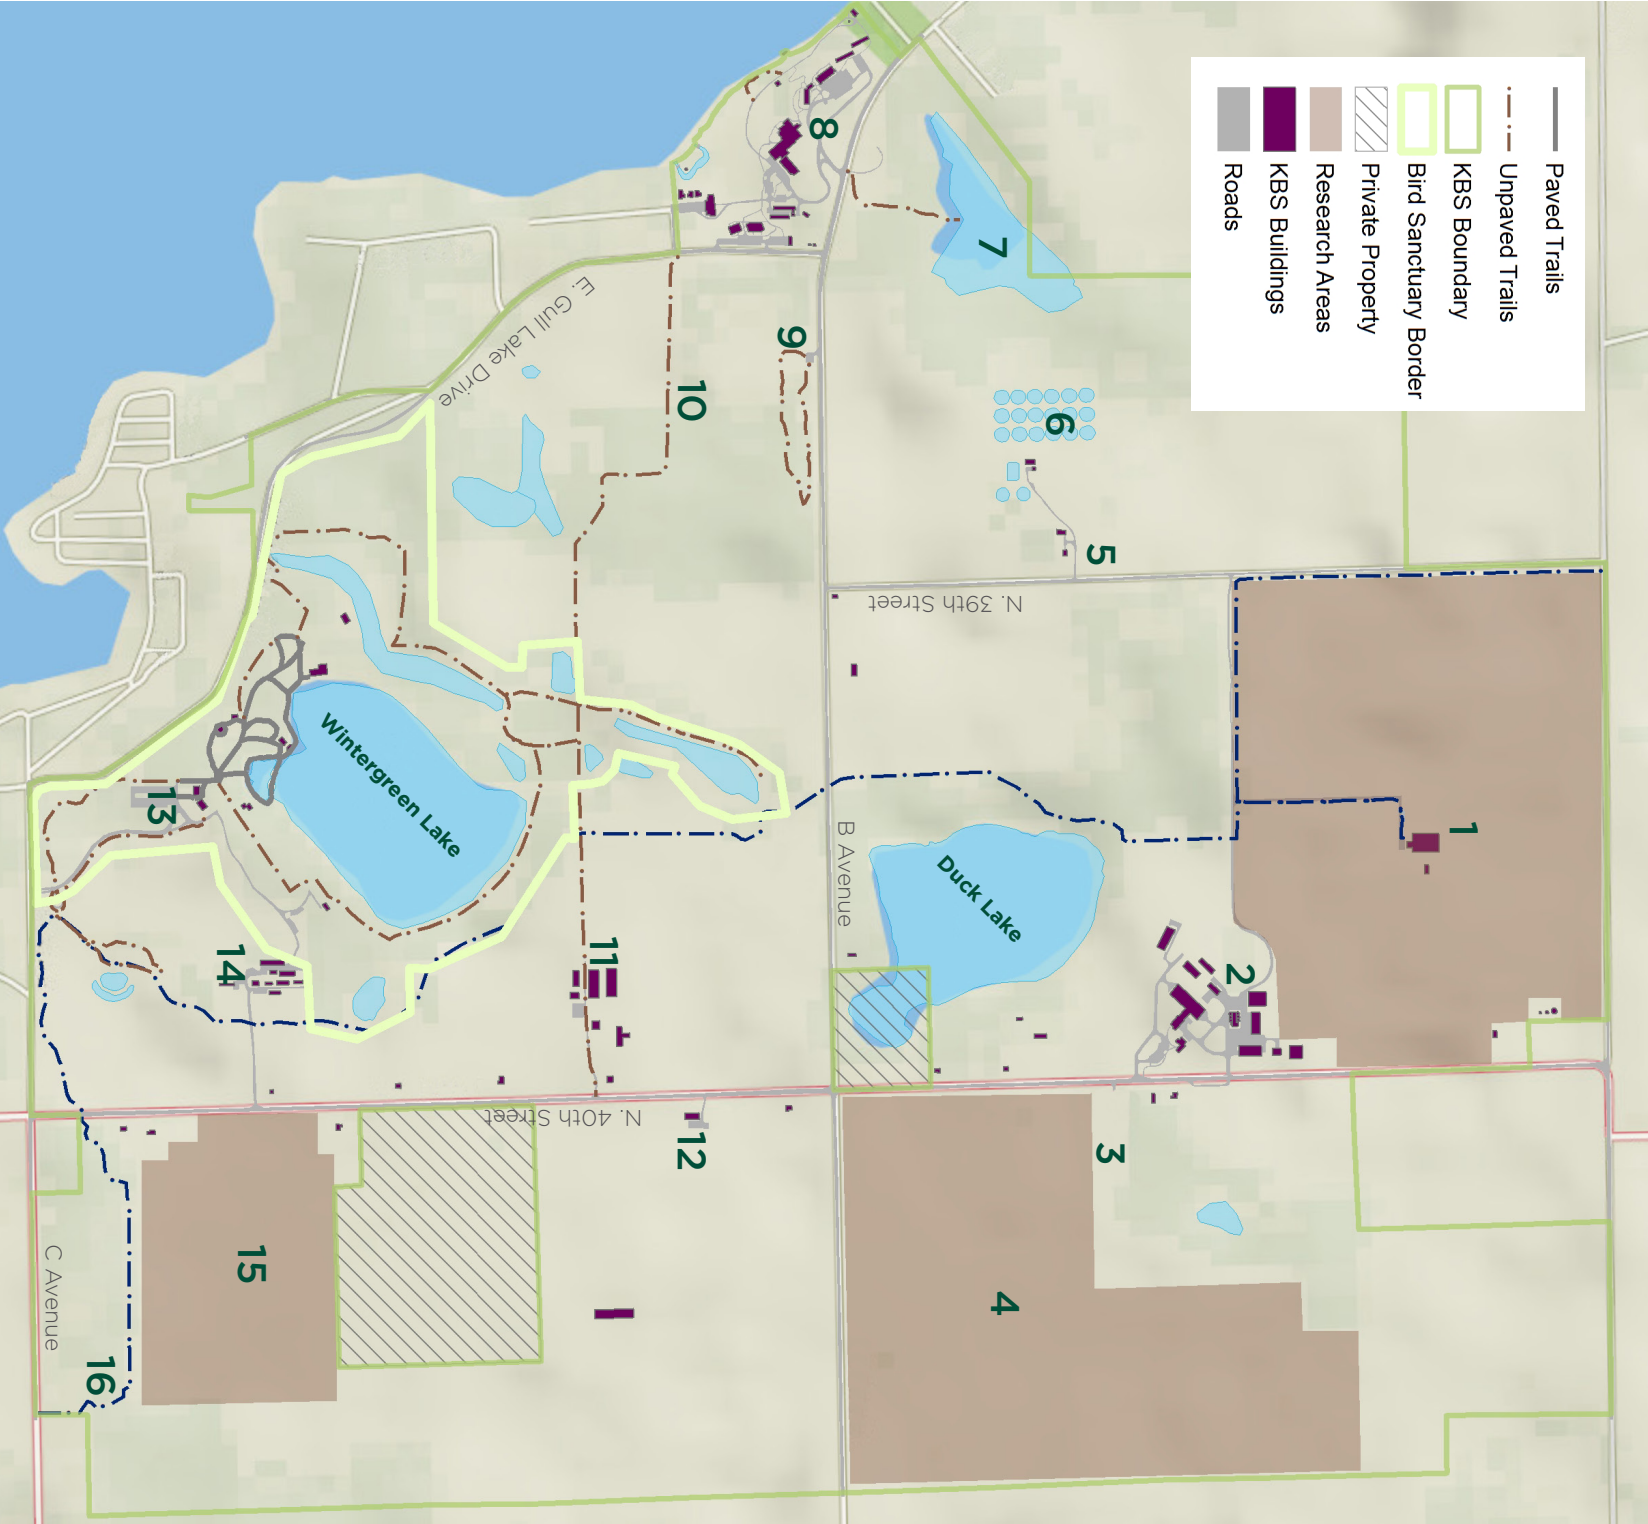 Paved Trails
Unpaved Trails
KBS Boundary
Bird Sanctuary Border
Private Property
Research Areas
KBS Buildings
Roads
1
2
3
4
5
6
7
8
9
10
11
12
13
14
15
16
N. 39th Street
B Avenue
Duck Lake
E. Gull Lake Drive
Wintergreen Lake
N. 40th Street
C Avenue